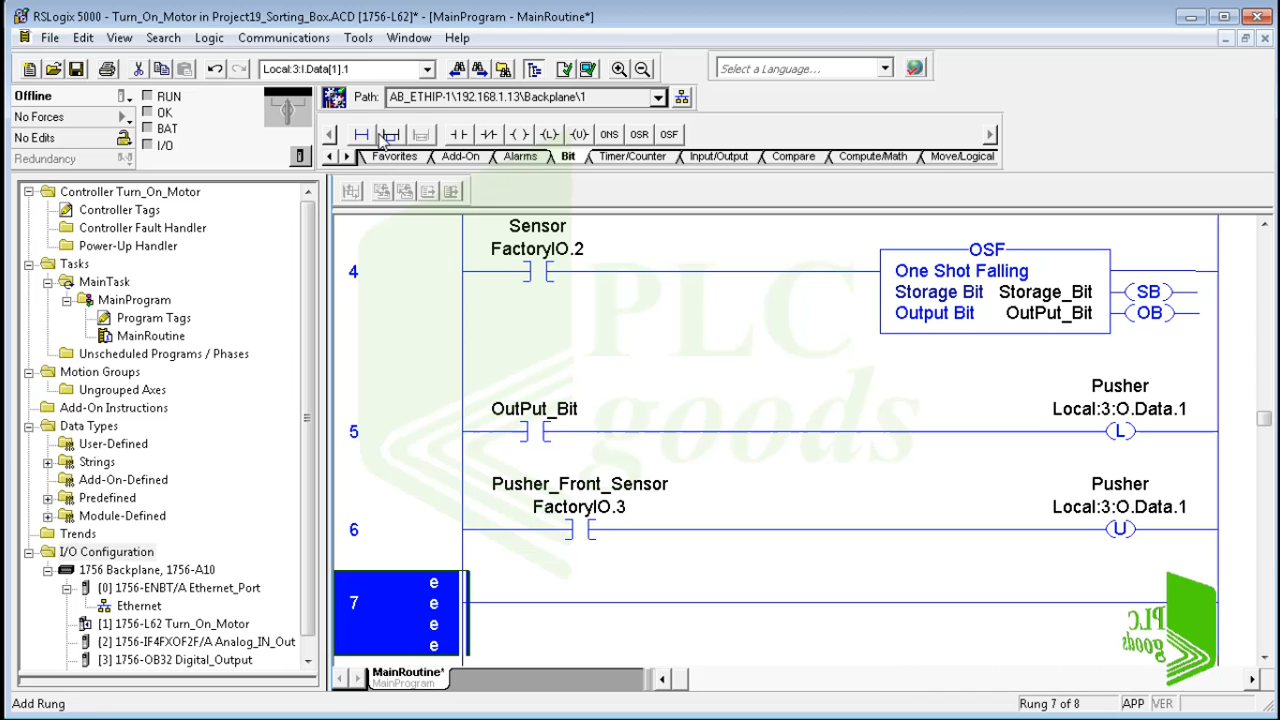 RSLogix 5000 - Turn_On_Motor in Project19_Sorting_Box.ACD [1756-L62]* - [MainProgram - MainRoutine*]
File Edit View Search Logic Communications Tools Window Help
Local:3:I.Data[1].1
Select a Language...
Offline
RUN
No Forces
OK
No Edits
BAT
Redundancy
I/O
Path: AB_ETHIP-1\192.168.1.13\Backplane\1
ONS OSR OSF
Favorites Add-On Alarms Bit Timer/Counter Input/Output Compare Compute/Math Move/Logical
Controller Turn_On_Motor
Controller Tags
Controller Fault Handler
Power-Up Handler
Tasks
MainTask
MainProgram
Program Tags
MainRoutine
Unscheduled Programs / Phases
Motion Groups
Ungrouped Axes
Add-On Instructions
Data Types
User-Defined
Strings
Add-On-Defined
Predefined
Module-Defined
Trends
I/O Configuration
1756 Backplane, 1756-A10
[0] 1756-ENBT/A Ethernet_Port
Ethernet
[1] 1756-L62 Turn_On_Motor
[2] 1756-IF4FXOF2F/A Analog_IN_Out
[3] 1756-OB32 Digital_Output
Sensor
FactoryIO.2
4
OSF
One Shot Falling
Storage Bit Storage_Bit
SB
Output Bit OutPut_Bit
OB
OutPut_Bit
5
Pusher
Local:3:O.Data.1
L
Pusher_Front_Sensor
FactoryIO.3
6
Pusher
Local:3:O.Data.1
U
7
e
e
e
e
PLC
goods
PLC
goods
MainRoutine*
MainProgram
Add Rung
Rung 7 of 8
APP
VER